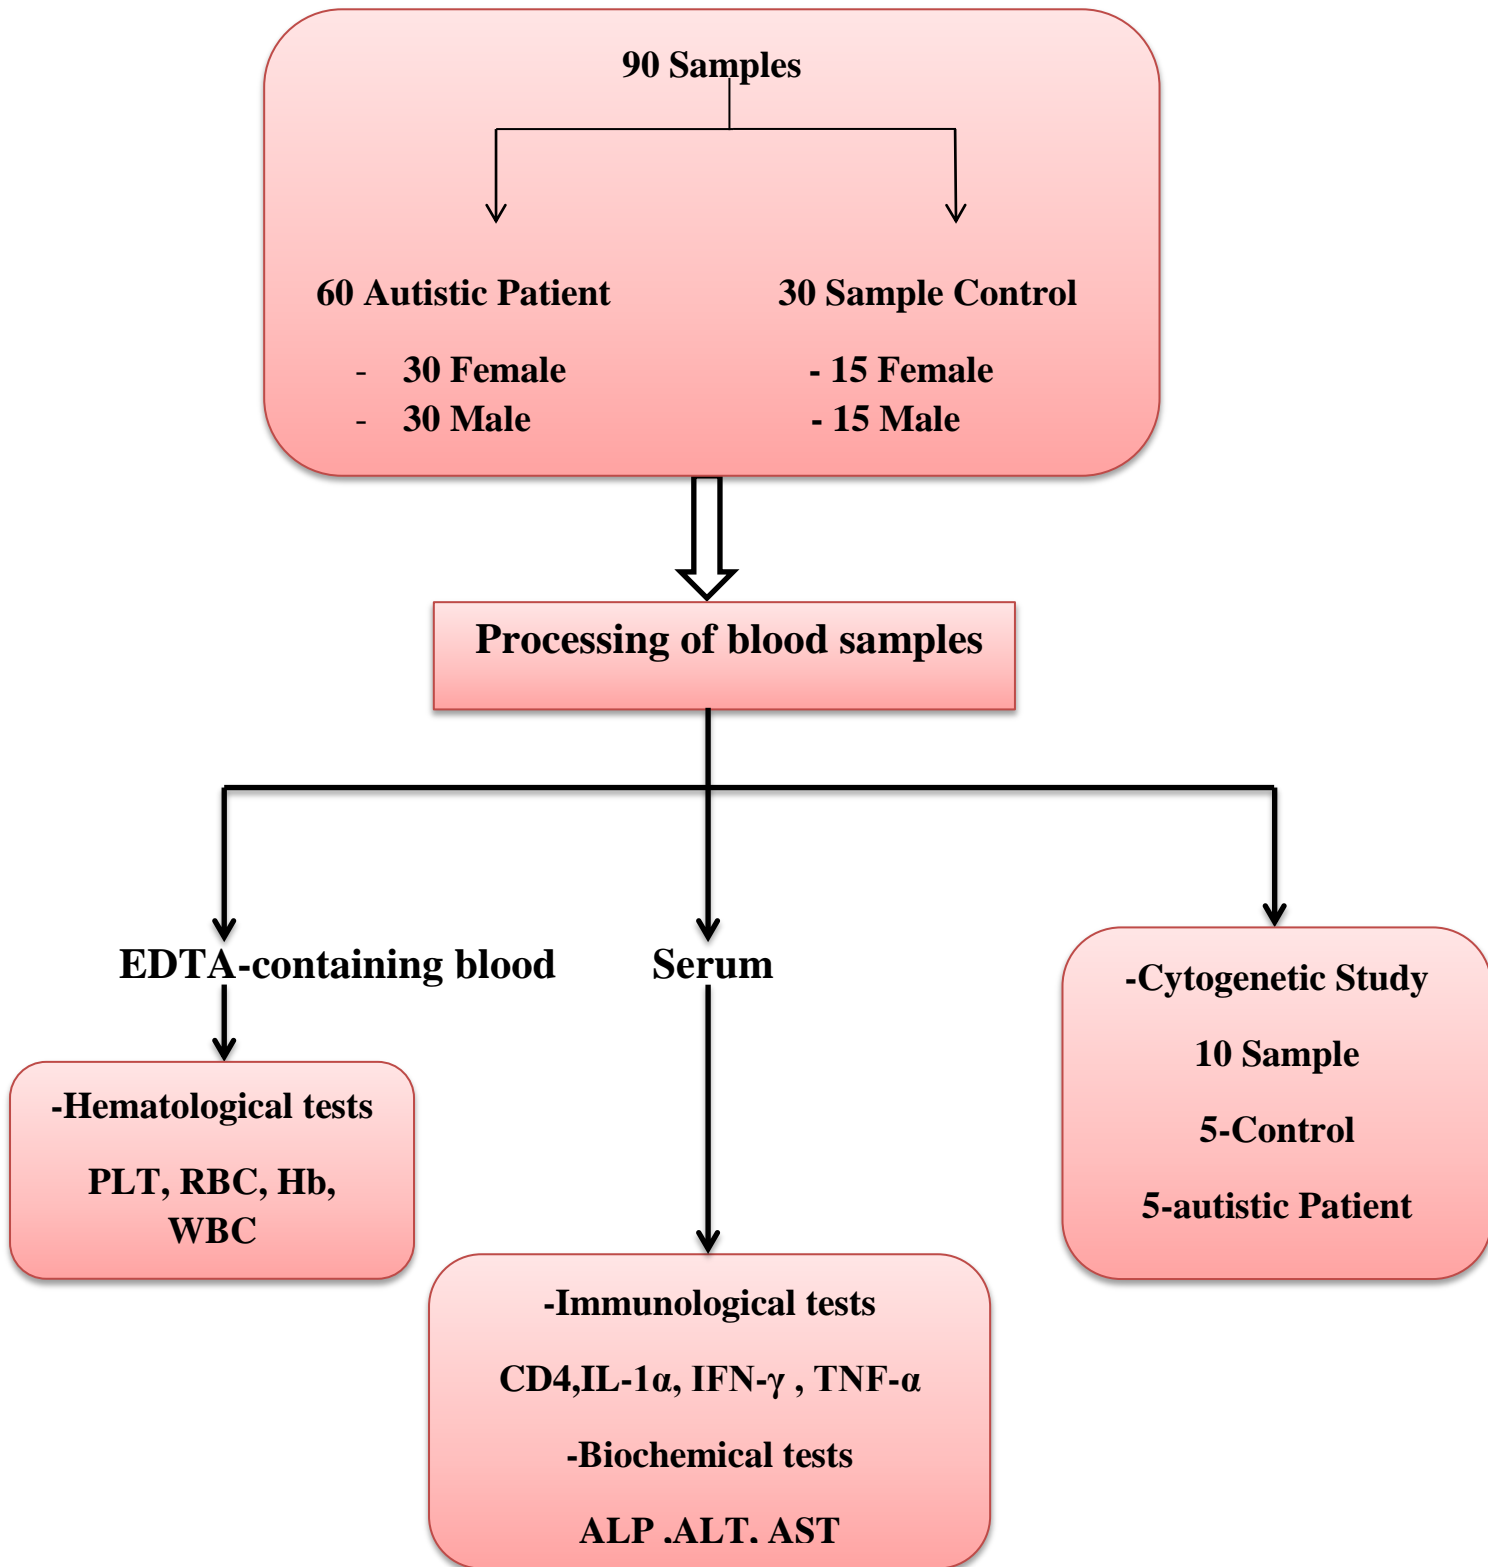 90 Samples
60 Autistic Patient
- 30 Female
- 30 Male
30 Sample Control
- 15 Female
- 15 Male
Processing of blood samples
EDTA-containing blood
-Hematological tests
PLT, RBC, Hb,
WBC
Serum
-Immunological tests
CD4,IL-1α, IFN-γ , TNF-α
-Biochemical tests
ALP ,ALT, AST
-Cytogenetic Study
10 Sample
5-Control
5-autistic Patient